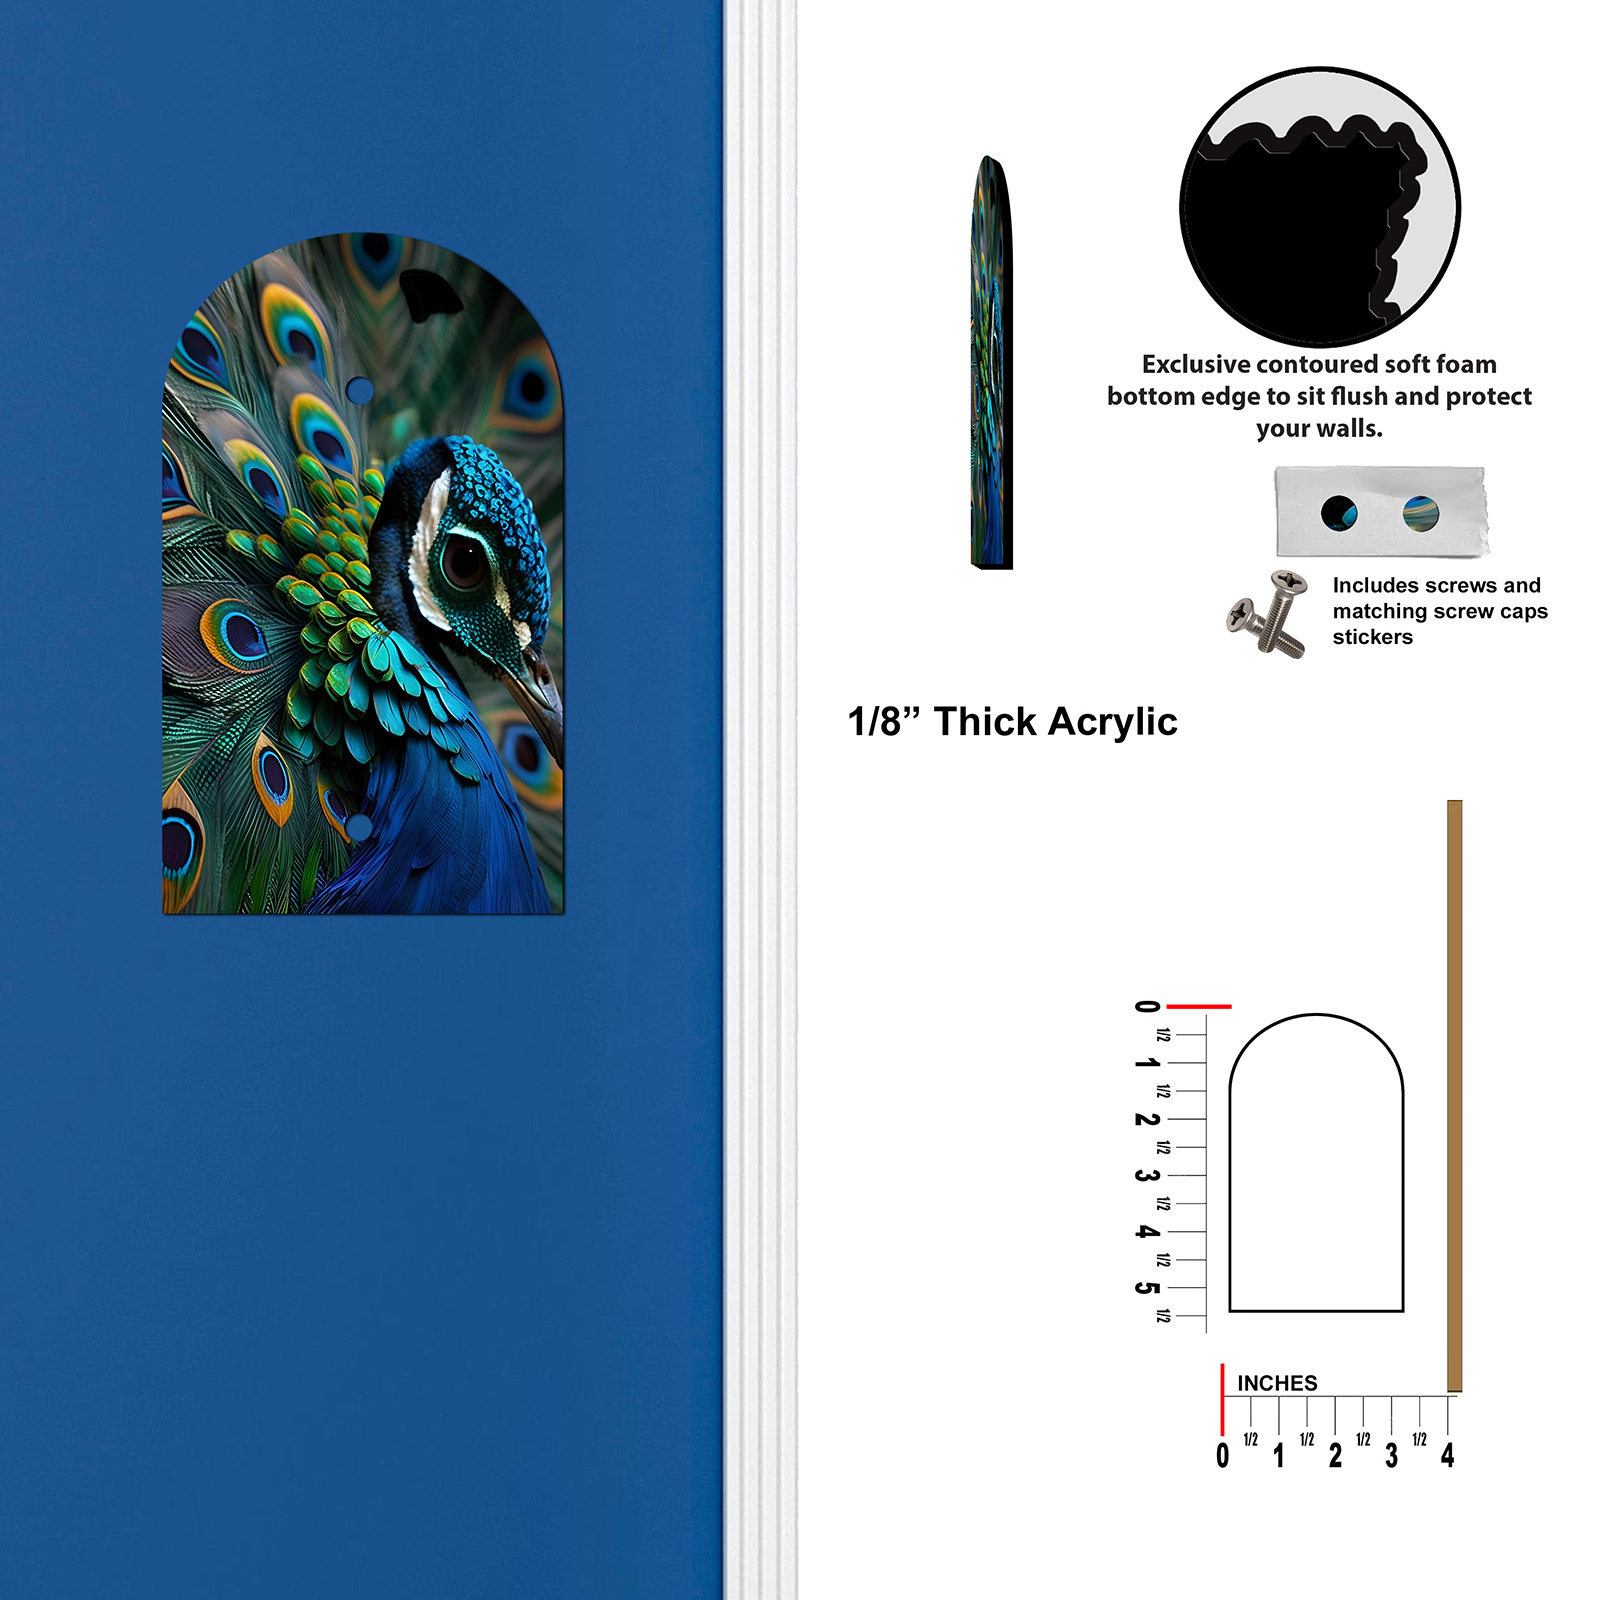 Exclusive contoured soft foam
bottom edge to sit flush and protect
your walls.
Includes screws and
matching screw caps
stickers
1/8” Thick Acrylic
0
1/2
1
1/2
2
1/2
3
1/2
4
1/2
5
1/2
INCHES
0 1/2 1 1/2 2 1/2 3 1/2 4